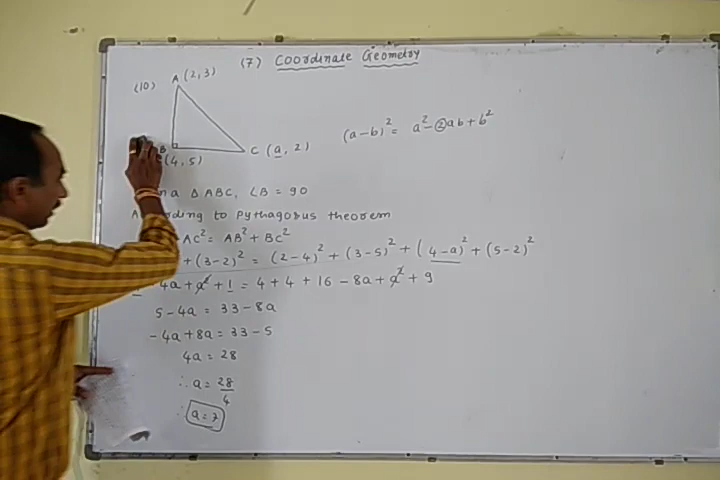 (7) Coordinate Geometry
(10)
A (2,3)
B (4,5)
C (a, 2)
(a-b)² = a² - 2ab + b²
na Δ ABC, ∠B = 90
to Pythagorus theorem
AC² = AB² + BC²
+ (3-2)² = (2-4)² + (3-5)² + (4-a)² + (5-2)²
4a + a² + 1 = 4 + 4 + 16 - 8a + a² + 9
5 - 4a = 33 - 8a
-4a + 8a = 33 - 5
4a = 28
∴ a = 28/4
∴ a = 7